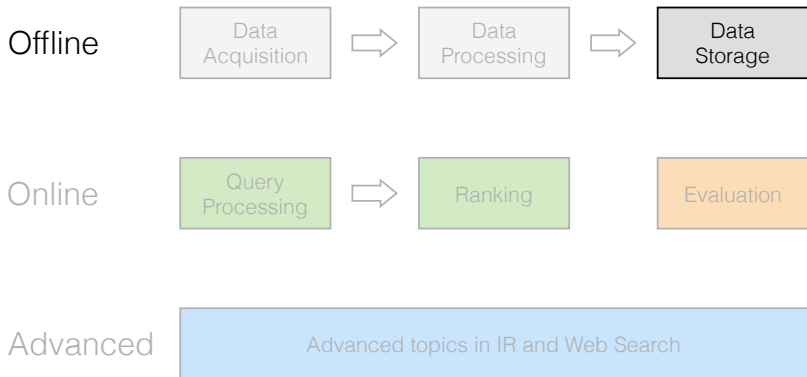 Offline
Data
Acquisition
Data
Processing
Data
Storage
Online
Query
Processing
Ranking
Evaluation
Advanced
Advanced topics in IR and Web Search